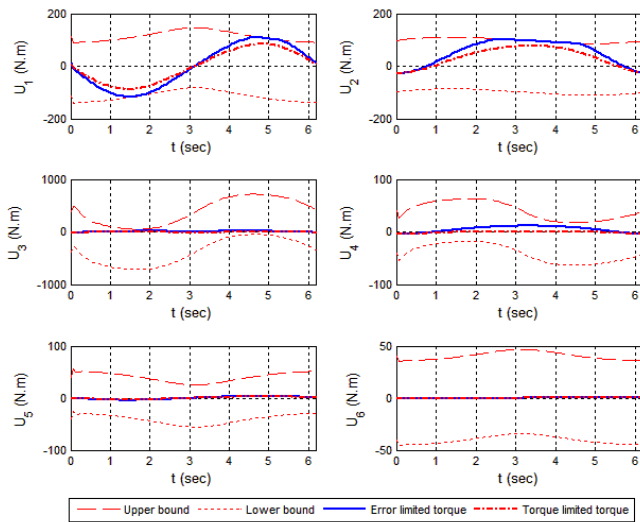 200
0
-200
U1 (N.m)
0 1 2 3 4 5 6
t (sec)
200
0
-200
U2 (N.m)
0 1 2 3 4 5 6
t (sec)
1000
0
-1000
U3 (N.m)
0 1 2 3 4 5 6
t (sec)
100
0
-100
U4 (N.m)
0 1 2 3 4 5 6
t (sec)
100
0
-100
U5 (N.m)
0 1 2 3 4 5 6
t (sec)
50
0
-50
U6 (N.m)
0 1 2 3 4 5 6
t (sec)
Upper bound Lower bound Error limited torque Torque limited torque